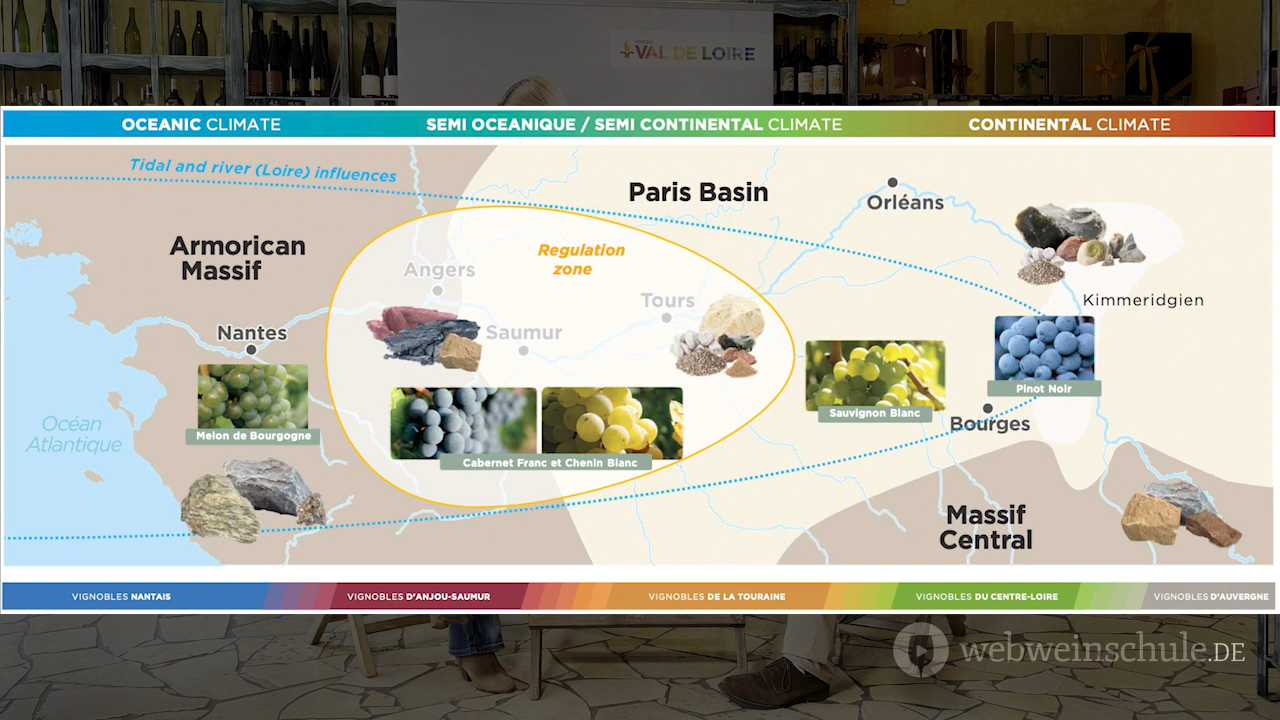 VAL DE LOIRE
OCEANIC CLIMATE
SEMI OCEANIQUE / SEMI CONTINENTAL CLIMATE
CONTINENTAL CLIMATE
Tidal and river (Loire) influences
Paris Basin
Orléans
Armorican
Massif
Regulation
zone
Angers
Tours
Kimmeridgien
Nantes
Saumur
Pinot Noir
Sauvignon Blanc
Océan
Atlantique
Melon de Bourgogne
Bourges
Cabernet Franc et Chenin Blanc
Massif
Central
VIGNOBLES NANTAIS
VIGNOBLES D'ANJOU-SAUMUR
VIGNOBLES DE LA TOURAINE
VIGNOBLES DU CENTRE-LOIRE
VIGNOBLES D'AUVERGNE
webweinschule.DE